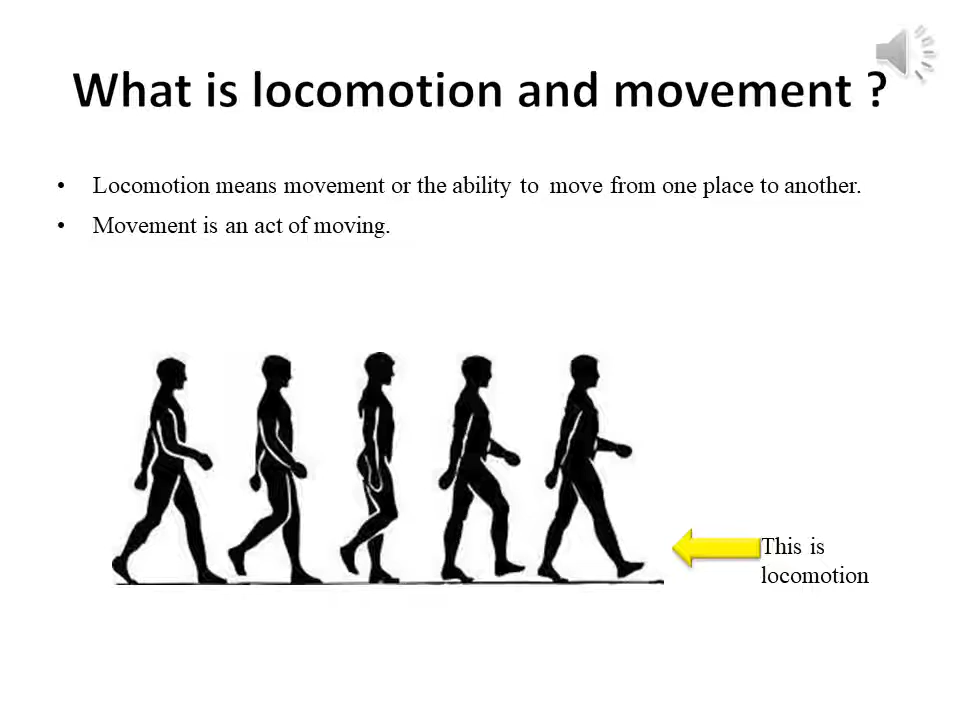 What is locomotion and movement ?
• Locomotion means movement or the ability to move from one place to another.
• Movement is an act of moving.
This is
locomotion